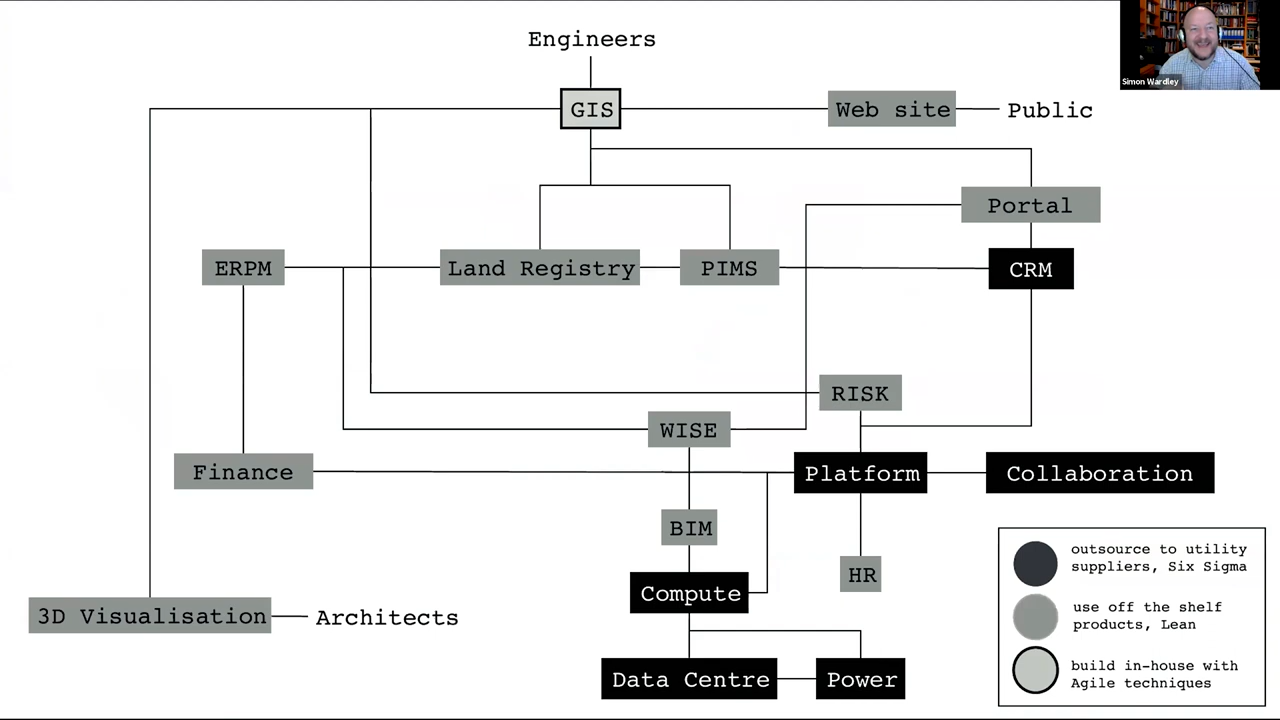 Engineers
Simon Wardley
GIS
Web site
Public
Portal
ERPM
Land Registry
PIMS
CRM
RISK
WISE
Finance
Platform
Collaboration
BIM
HR
Compute
3D Visualisation
Architects
Data Centre
Power
outsource to utility
suppliers, Six Sigma
use off the shelf
products, Lean
build in-house with
Agile techniques